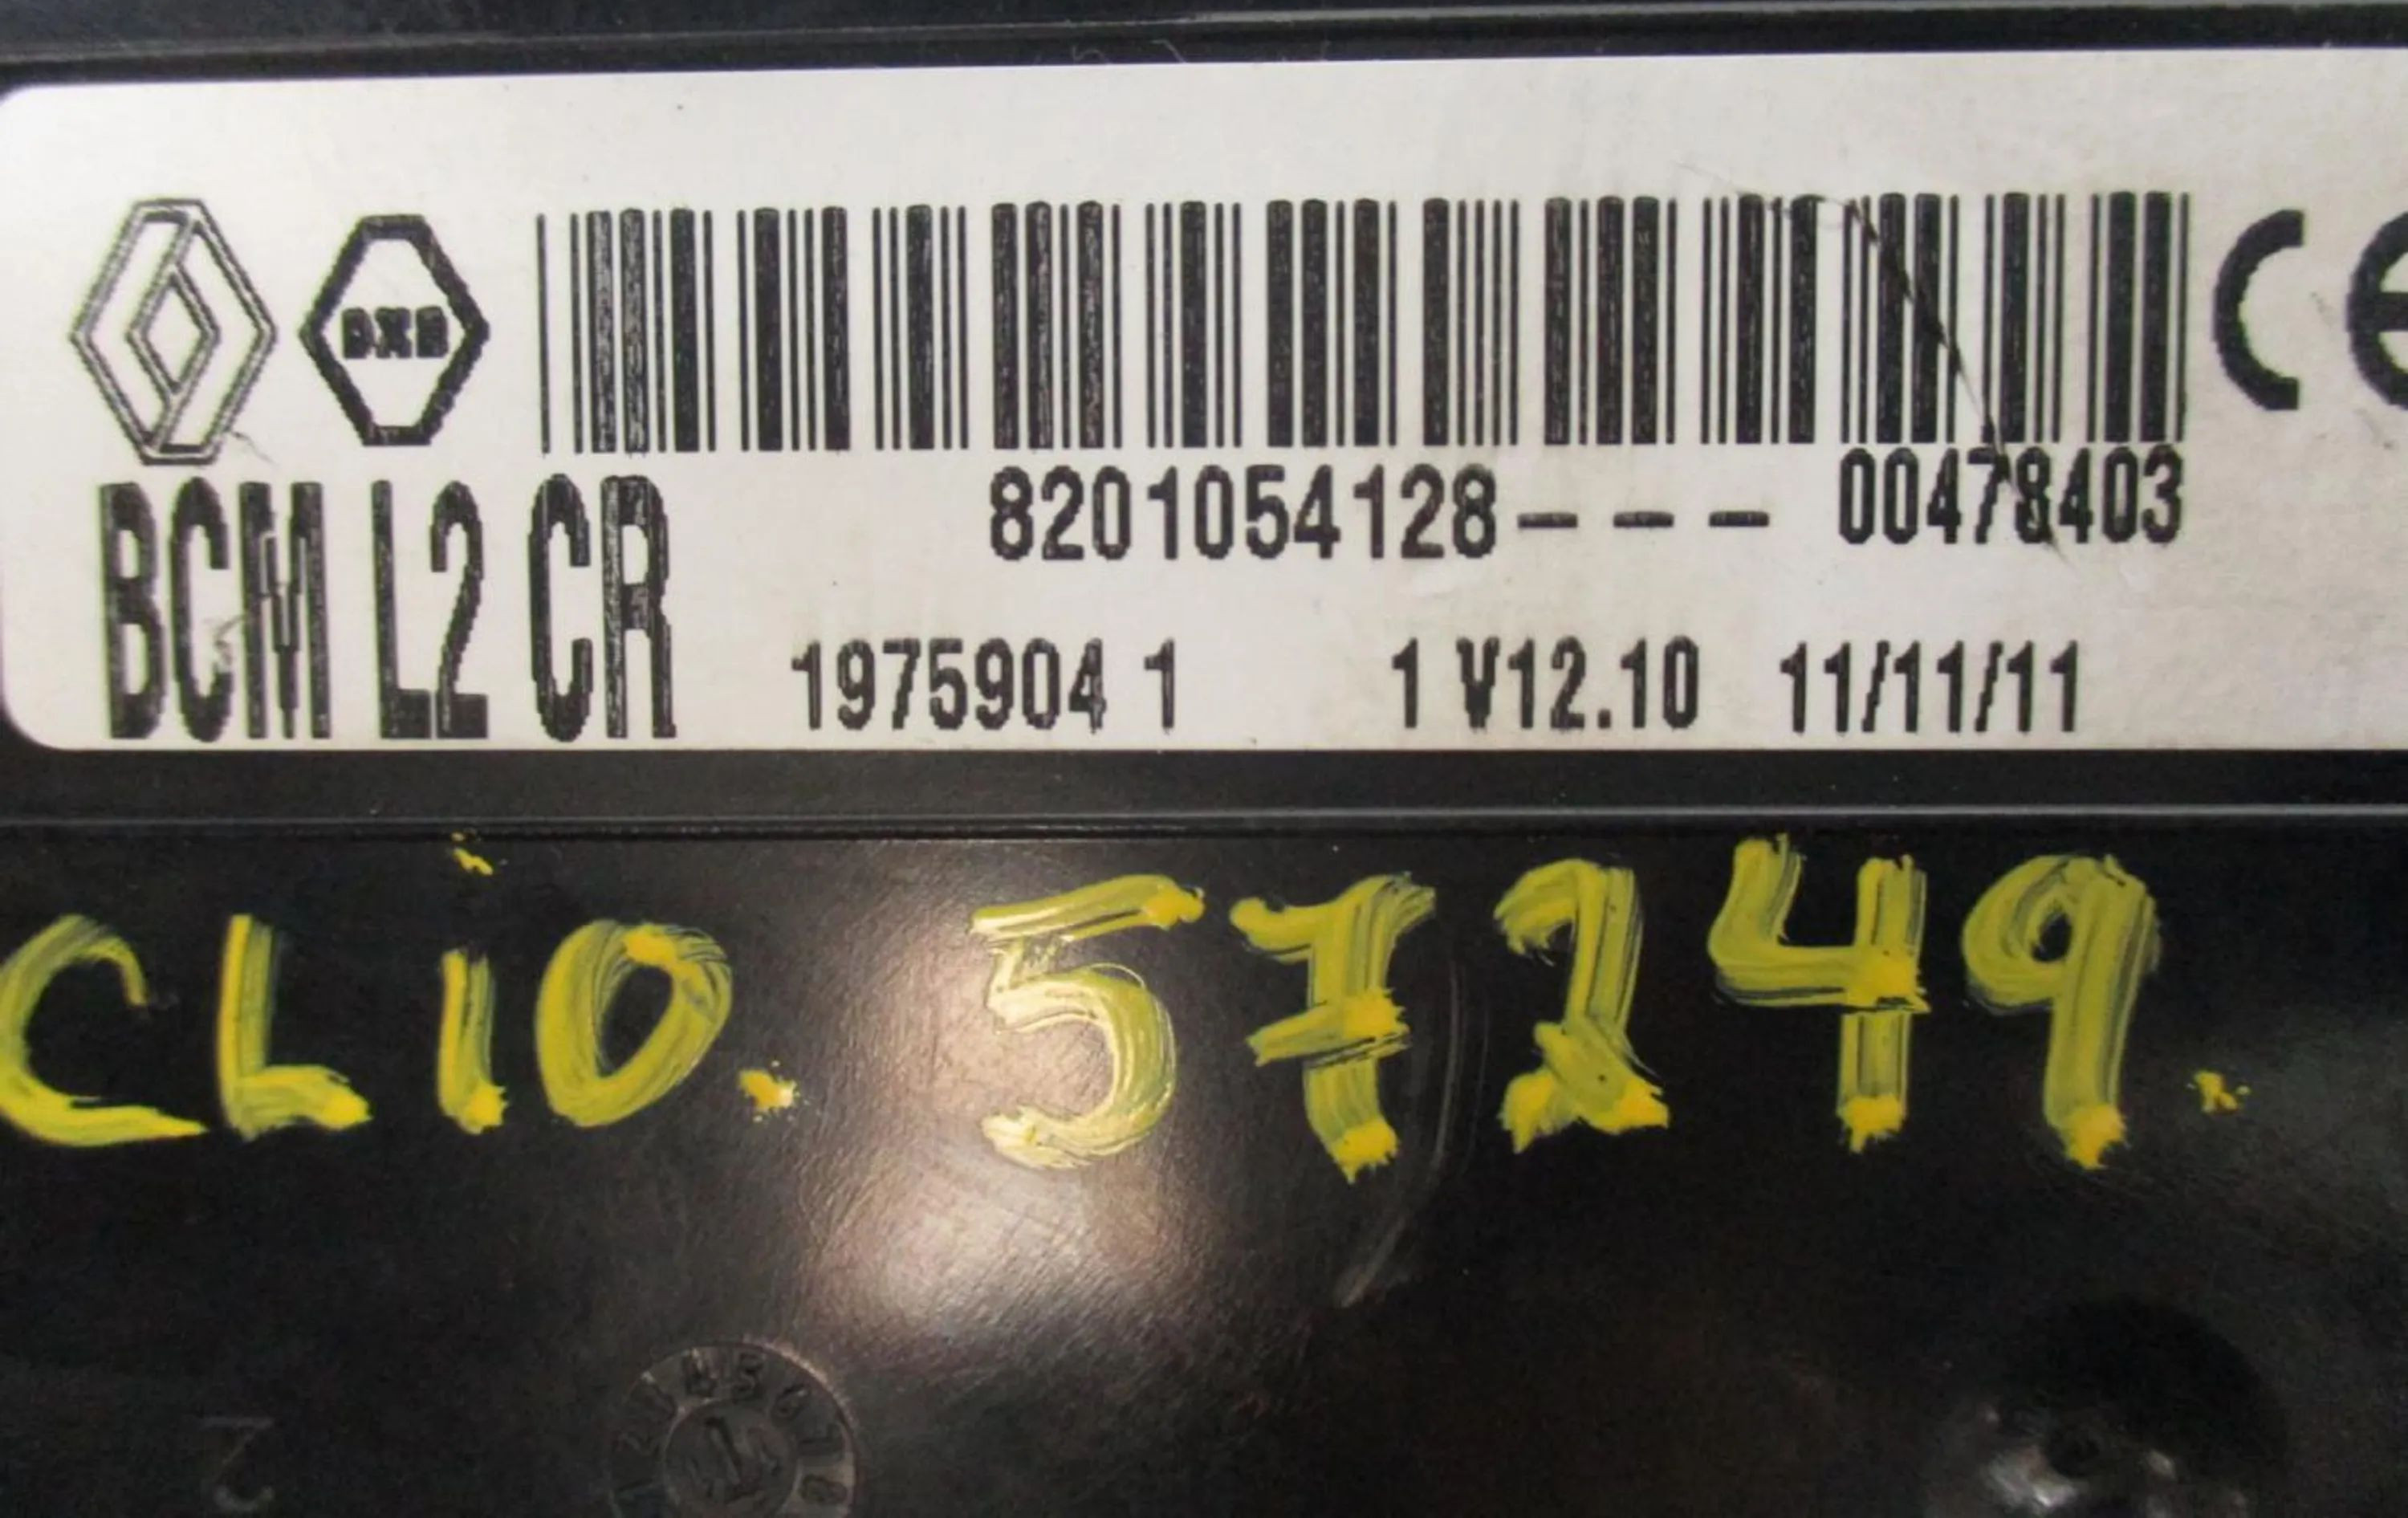 BCM L2 CR 8201054128--- 00478403
1975904 1 1 V12.10 11/11/11
CLiO. 57249.